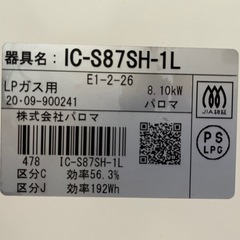 器具名：IC-S87SH-1L
E1-2-26
LPガス用 8.10kW
20·09-900241 パロマ
株式会社パロマ
JIA認証
PS
LPG
478 IC-S87SH-1L
区分C 効率56.3%
区分J 効率192Wh